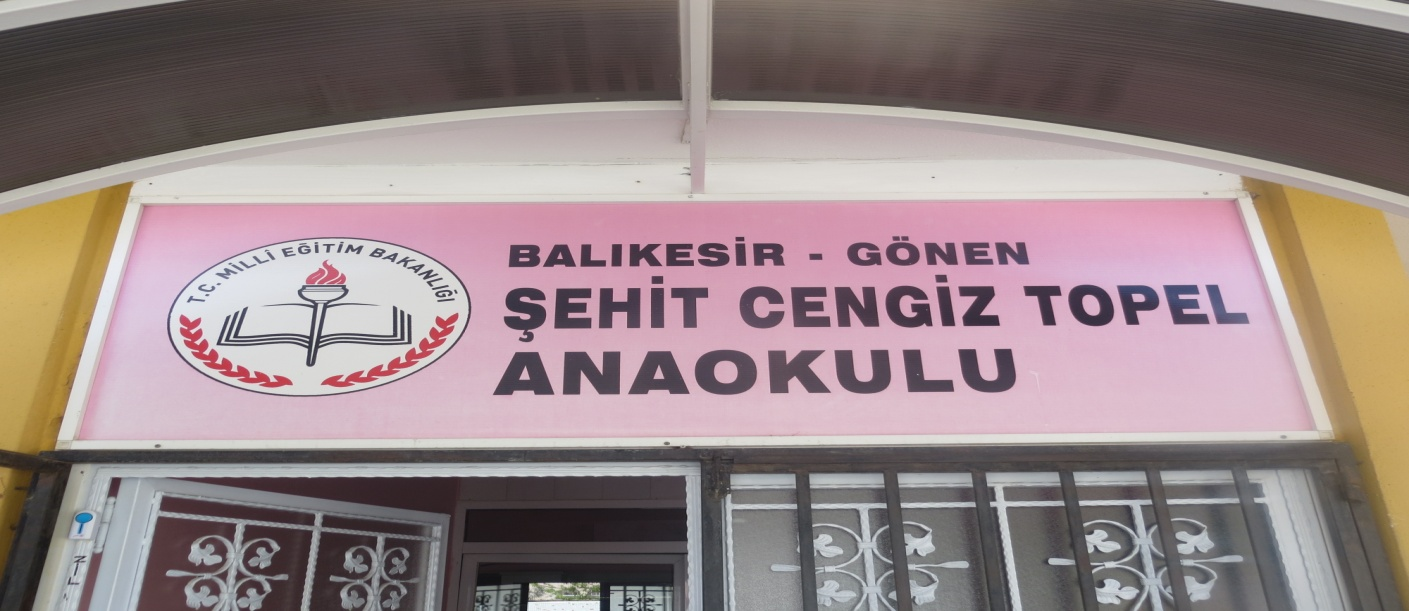 T.C. MİLLİ EĞİTİM BAKANLIĞI
BALIKESİR - GÖNEN
ŞEHİT CENGİZ TOPEL
ANAOKULU